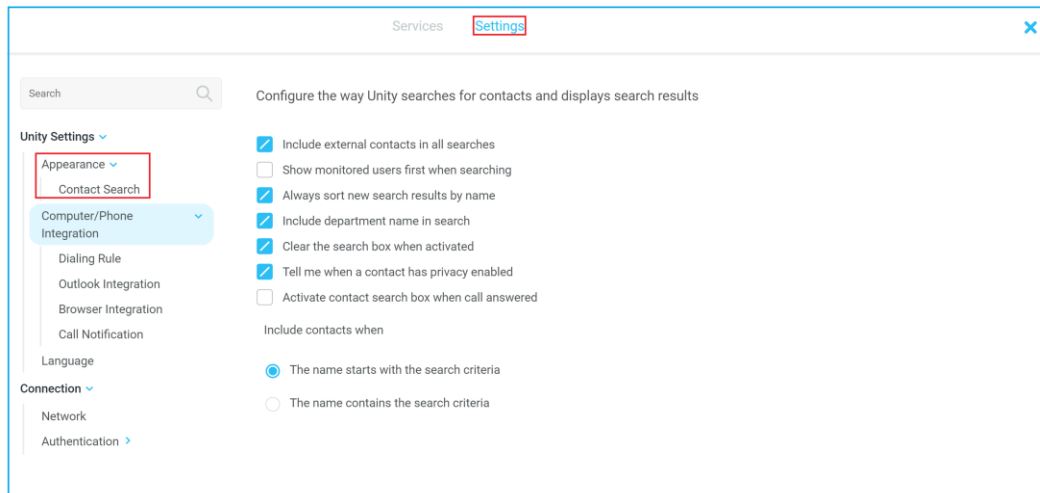 Services Settings
Search
Configure the way Unity searches for contacts and displays search results
Unity Settings
Appearance
Contact Search
Computer/Phone
Integration
Dialing Rule
Outlook Integration
Browser Integration
Call Notification
Language
Connection
Network
Authentication
Include external contacts in all searches
Show monitored users first when searching
Always sort new search results by name
Include department name in search
Clear the search box when activated
Tell me when a contact has privacy enabled
Activate contact search box when call answered
Include contacts when
The name starts with the search criteria
The name contains the search criteria